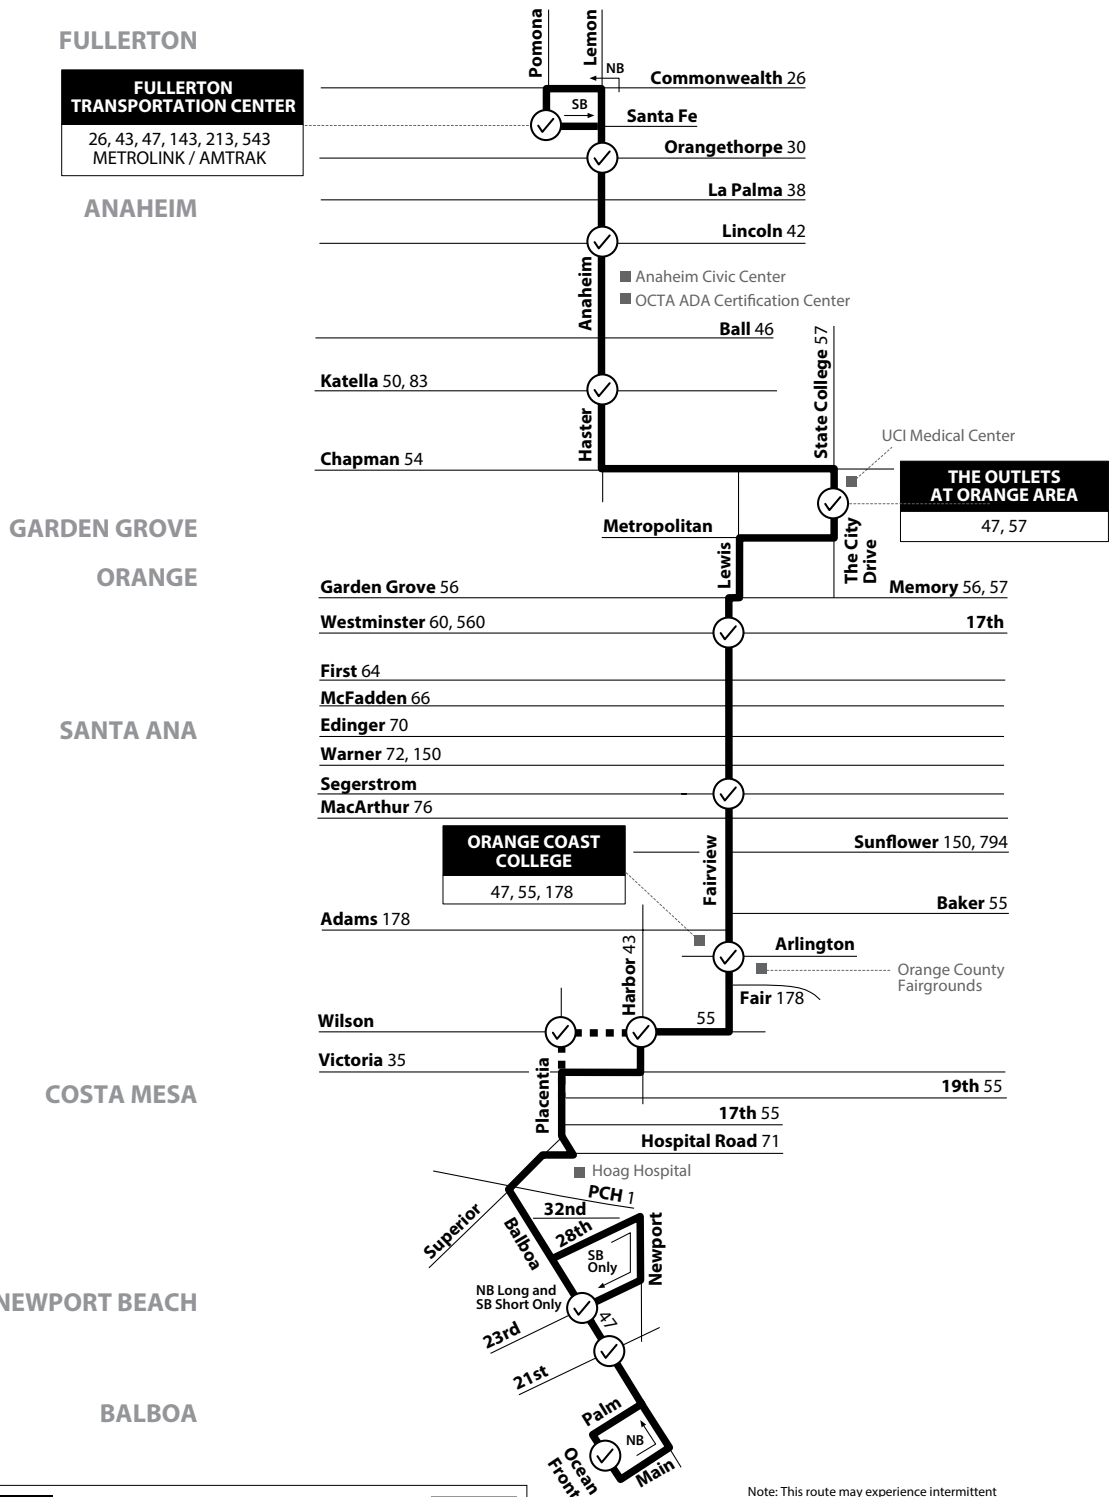 FULLERTON
Pomona
Lemon
NB
Commonwealth 26
FULLERTON
TRANSPORTATION CENTER
26, 43, 47, 143, 213, 543
METROLINK / AMTRAK
SB
Santa Fe
Orangethorpe 30
ANAHEIM
La Palma 38
Lincoln 42
Anaheim
Anaheim Civic Center
OCTA ADA Certification Center
Ball 46
State College 57
Katella 50, 83
Haster
UCI Medical Center
Chapman 54
THE OUTLETS
AT ORANGE AREA
47, 57
GARDEN GROVE
Metropolitan
The City
Drive
Lewis
ORANGE
Garden Grove 56
Memory 56, 57
Westminster 60, 560
17th
First 64
McFadden 66
SANTA ANA
Edinger 70
Warner 72, 150
Segerstrom
MacArthur 76
ORANGE COAST
COLLEGE
47, 55, 178
Fairview
Sunflower 150, 794
Baker 55
Adams 178
Harbor 43
Arlington
Orange County
Fairgrounds
Fair 178
Wilson
55
Victoria 35
Placentia
COSTA MESA
19th 55
17th 55
Hospital Road 71
Hoag Hospital
PCH 1
32nd
Superior
Balboa
28th
Newport
SB
Only
NEWPORT BEACH
NB Long and
SB Short Only
47
23rd
21st
BALBOA
Palm
NB
Ocean
Front
Main
Note: This route may experience intermittent